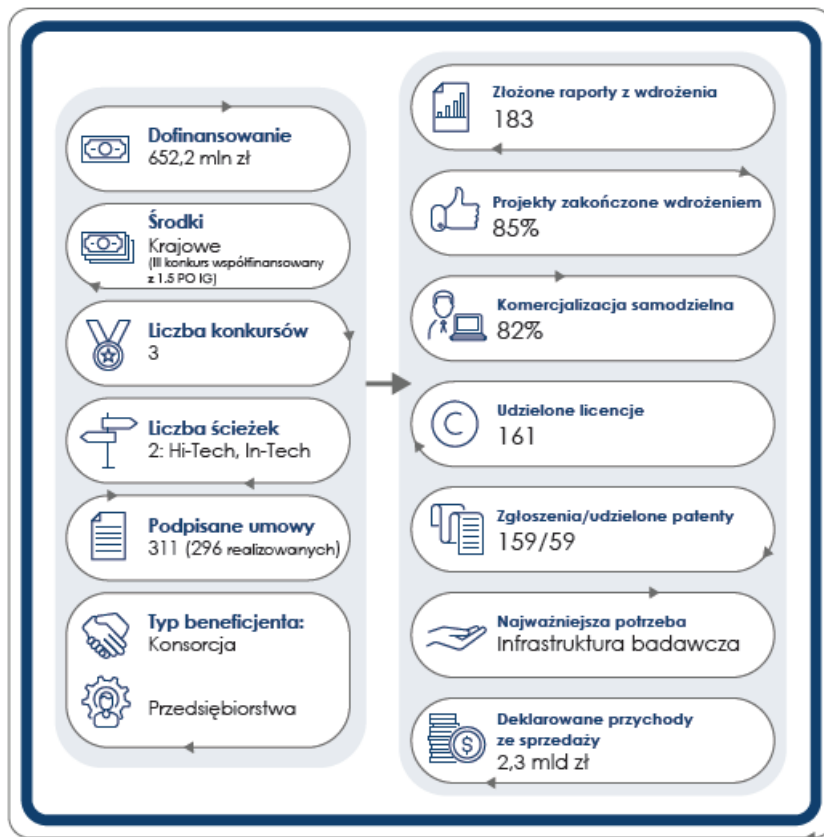 Dofinansowanie
652,2 mln zł
Środki
Krajowe
(III konkurs współfinansowany
z 1.5 PO IG)
Liczba konkursów
3
Liczba ścieżek
2: Hi-Tech, In-Tech
Podpisane umowy
311 (296 realizowanych)
Typ beneficjenta:
Konsorcja
Przedsiębiorstwa
Złożone raporty z wdrożenia
183
Projekty zakończone wdrożeniem
85%
Komercjalizacja samodzielna
82%
C
Udzielone licencje
161
Zgłoszenia/udzielone patenty
159/59
Najważniejsza potrzeba
Infrastruktura badawcza
$
Deklarowane przychody
ze sprzedaży
2,3 mld zł